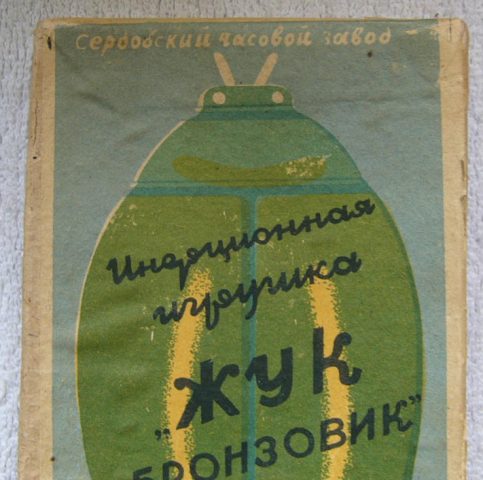 Сердобский часовой завод
Инерционная
игрушка
„ЖУК
БРОНЗОВИК"